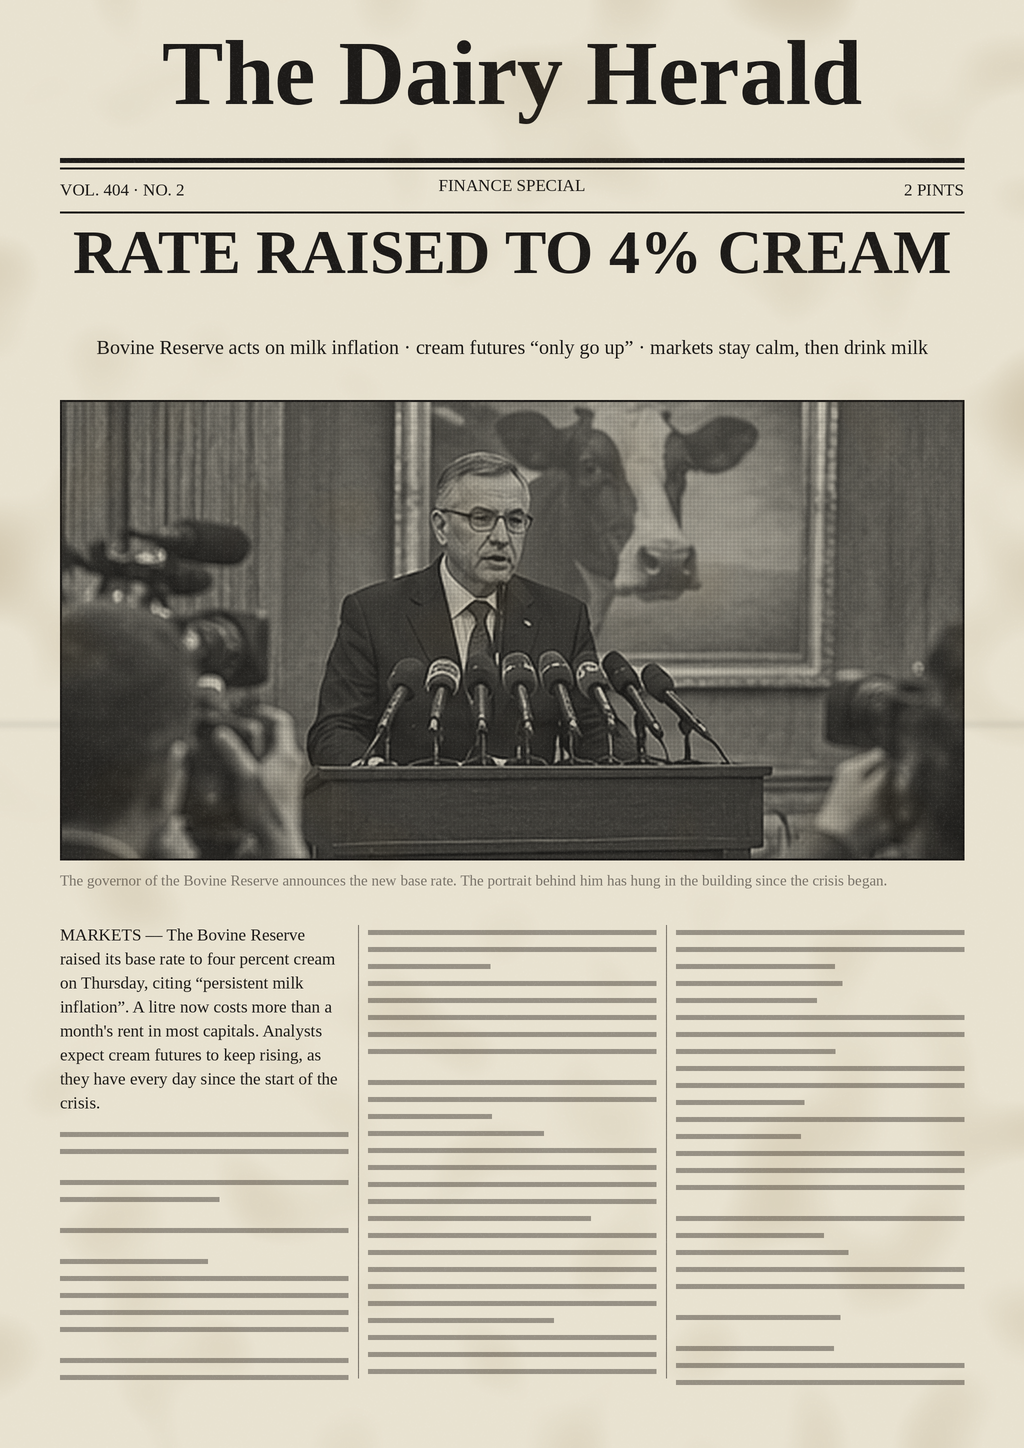 The Dairy Herald
VOL. 404 · NO. 2
FINANCE SPECIAL
2 PINTS
RATE RAISED TO 4% CREAM
Bovine Reserve acts on milk inflation · cream futures “only go up” · markets stay calm, then drink milk
The governor of the Bovine Reserve announces the new base rate. The portrait behind him has hung in the building since the crisis began.
MARKETS — The Bovine Reserve
raised its base rate to four percent cream
on Thursday, citing “persistent milk
inflation”. A litre now costs more than a
month's rent in most capitals. Analysts
expect cream futures to keep rising, as
they have every day since the start of the
crisis.